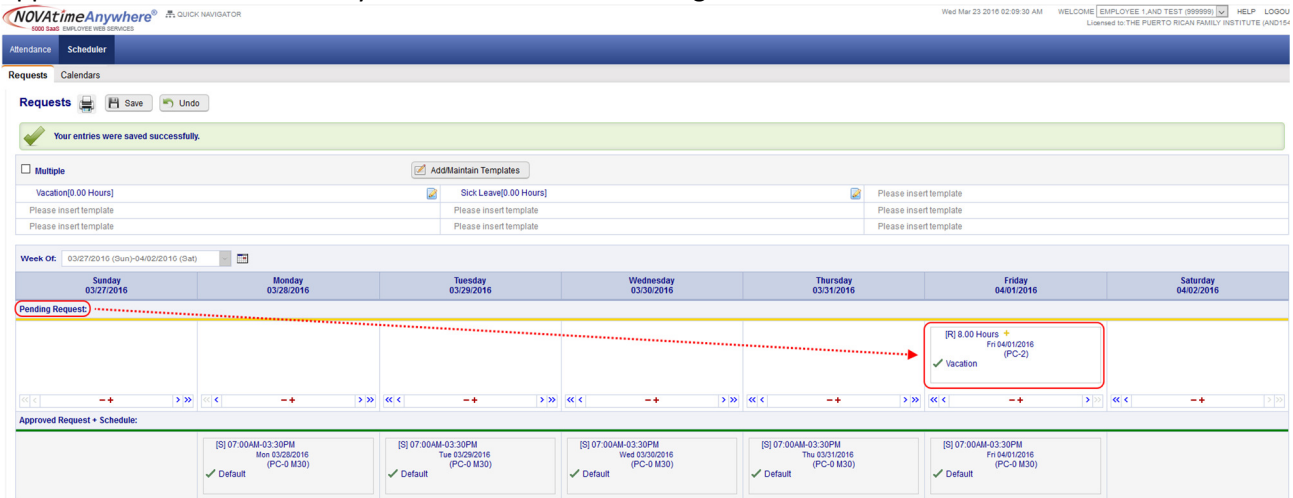 NOVAtimeAnywhere® QUICK NAVIGATOR Wed Mar 23 2016 02:09:30 AM WELCOME EMPLOYEE 1,AND TEST (999999) HELP LOGOU
5000 SaaS EMPLOYEE WEB SERVICES Licensed to: THE PUERTO RICAN FAMILY INSTITUTE (AND154
Attendance Scheduler
Requests Calendars
Requests Save Undo
Your entries were saved successfully.
Multiple Add/Maintain Templates
Vacation[0.00 Hours] Sick Leave[0.00 Hours] Please insert template
Please insert template Please insert template Please insert template
Please insert template Please insert template Please insert template
Week Of: 03/27/2016 (Sun)-04/02/2016 (Sat)
Sunday Monday Tuesday Wednesday Thursday Friday Saturday
03/27/2016 03/28/2016 03/29/2016 03/30/2016 03/31/2016 04/01/2016 04/02/2016
Pending Request:
[R] 8.00 Hours +
Fri 04/01/2016
(PC-2)
Vacation
Approved Request + Schedule:
[S] 07:00AM-03:30PM [S] 07:00AM-03:30PM [S] 07:00AM-03:30PM [S] 07:00AM-03:30PM [S] 07:00AM-03:30PM
Mon 03/28/2016 Tue 03/29/2016 Wed 03/30/2016 Thu 03/31/2016 Fri 04/01/2016
(PC-0 M30) (PC-0 M30) (PC-0 M30) (PC-0 M30) (PC-0 M30)
Default Default Default Default Default